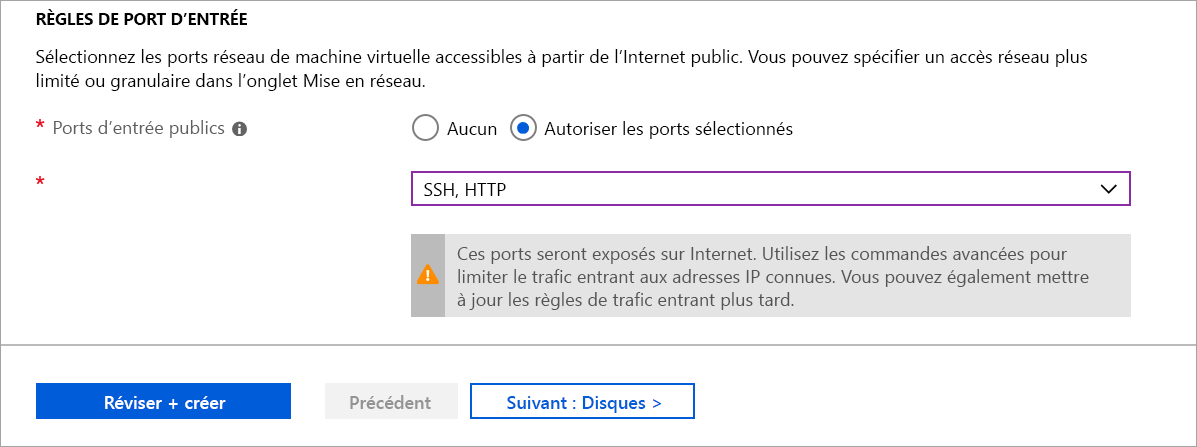 RÈGLES DE PORT D’ENTRÉE
Sélectionnez les ports réseau de machine virtuelle accessibles à partir de l’Internet public. Vous pouvez spécifier un accès réseau plus
limité ou granulaire dans l’onglet Mise en réseau.
* Ports d’entrée publics Aucun Autoriser les ports sélectionnés
* SSH, HTTP
Ces ports seront exposés sur Internet. Utilisez les commandes avancées pour
limiter le trafic entrant aux adresses IP connues. Vous pouvez également mettre
à jour les règles de trafic entrant plus tard.
Réviser + créer Précédent Suivant : Disques >